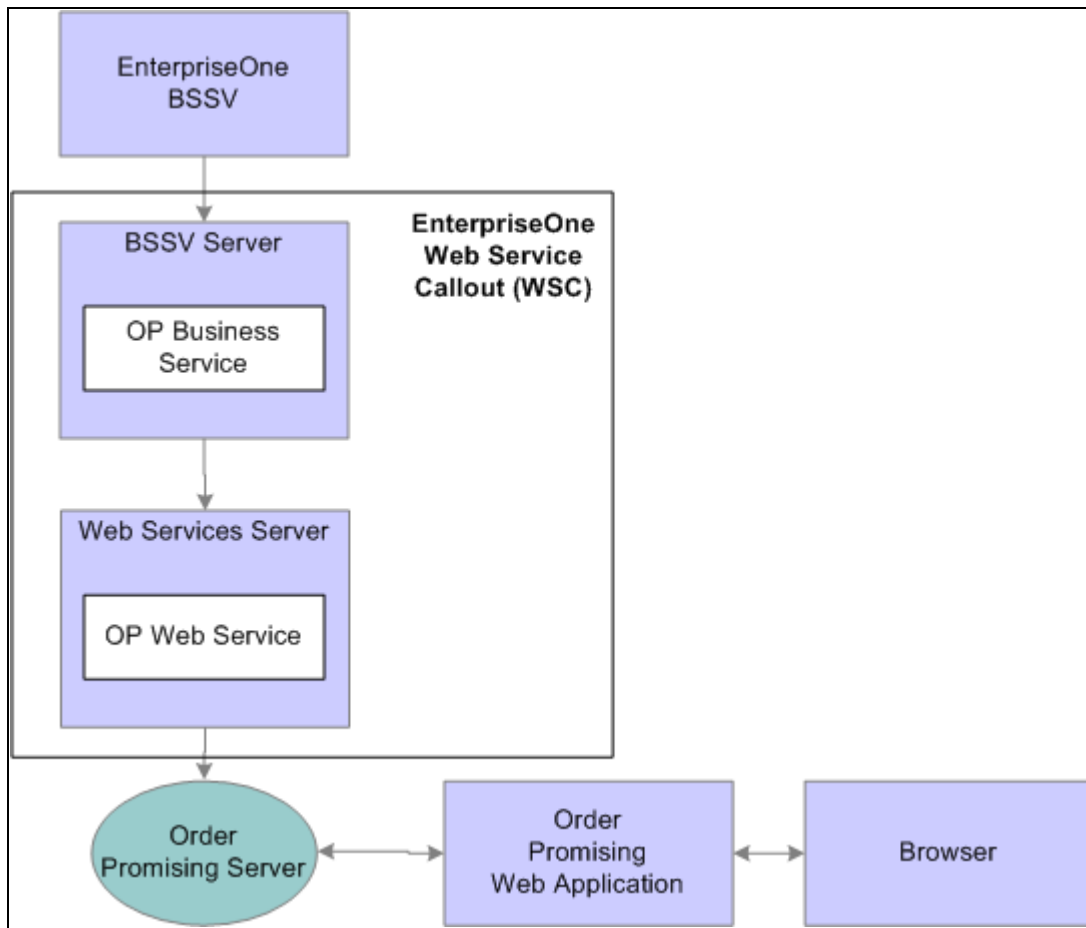 EnterpriseOne
BSSV
BSSV Server
EnterpriseOne
Web Service
Callout (WSC)
OP Business
Service
Web Services Server
OP Web Service
Order
Promising Server
Order
Promising
Web Application
Browser